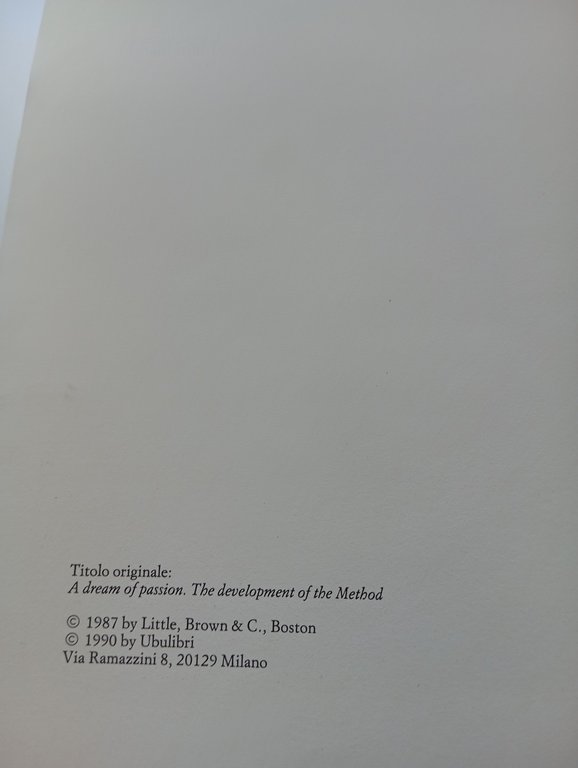 Titolo originale:
A dream of passion. The development of the Method
© 1987 by Little, Brown & C., Boston
© 1990 by Ubulibri
Via Ramazzini 8, 20129 Milano